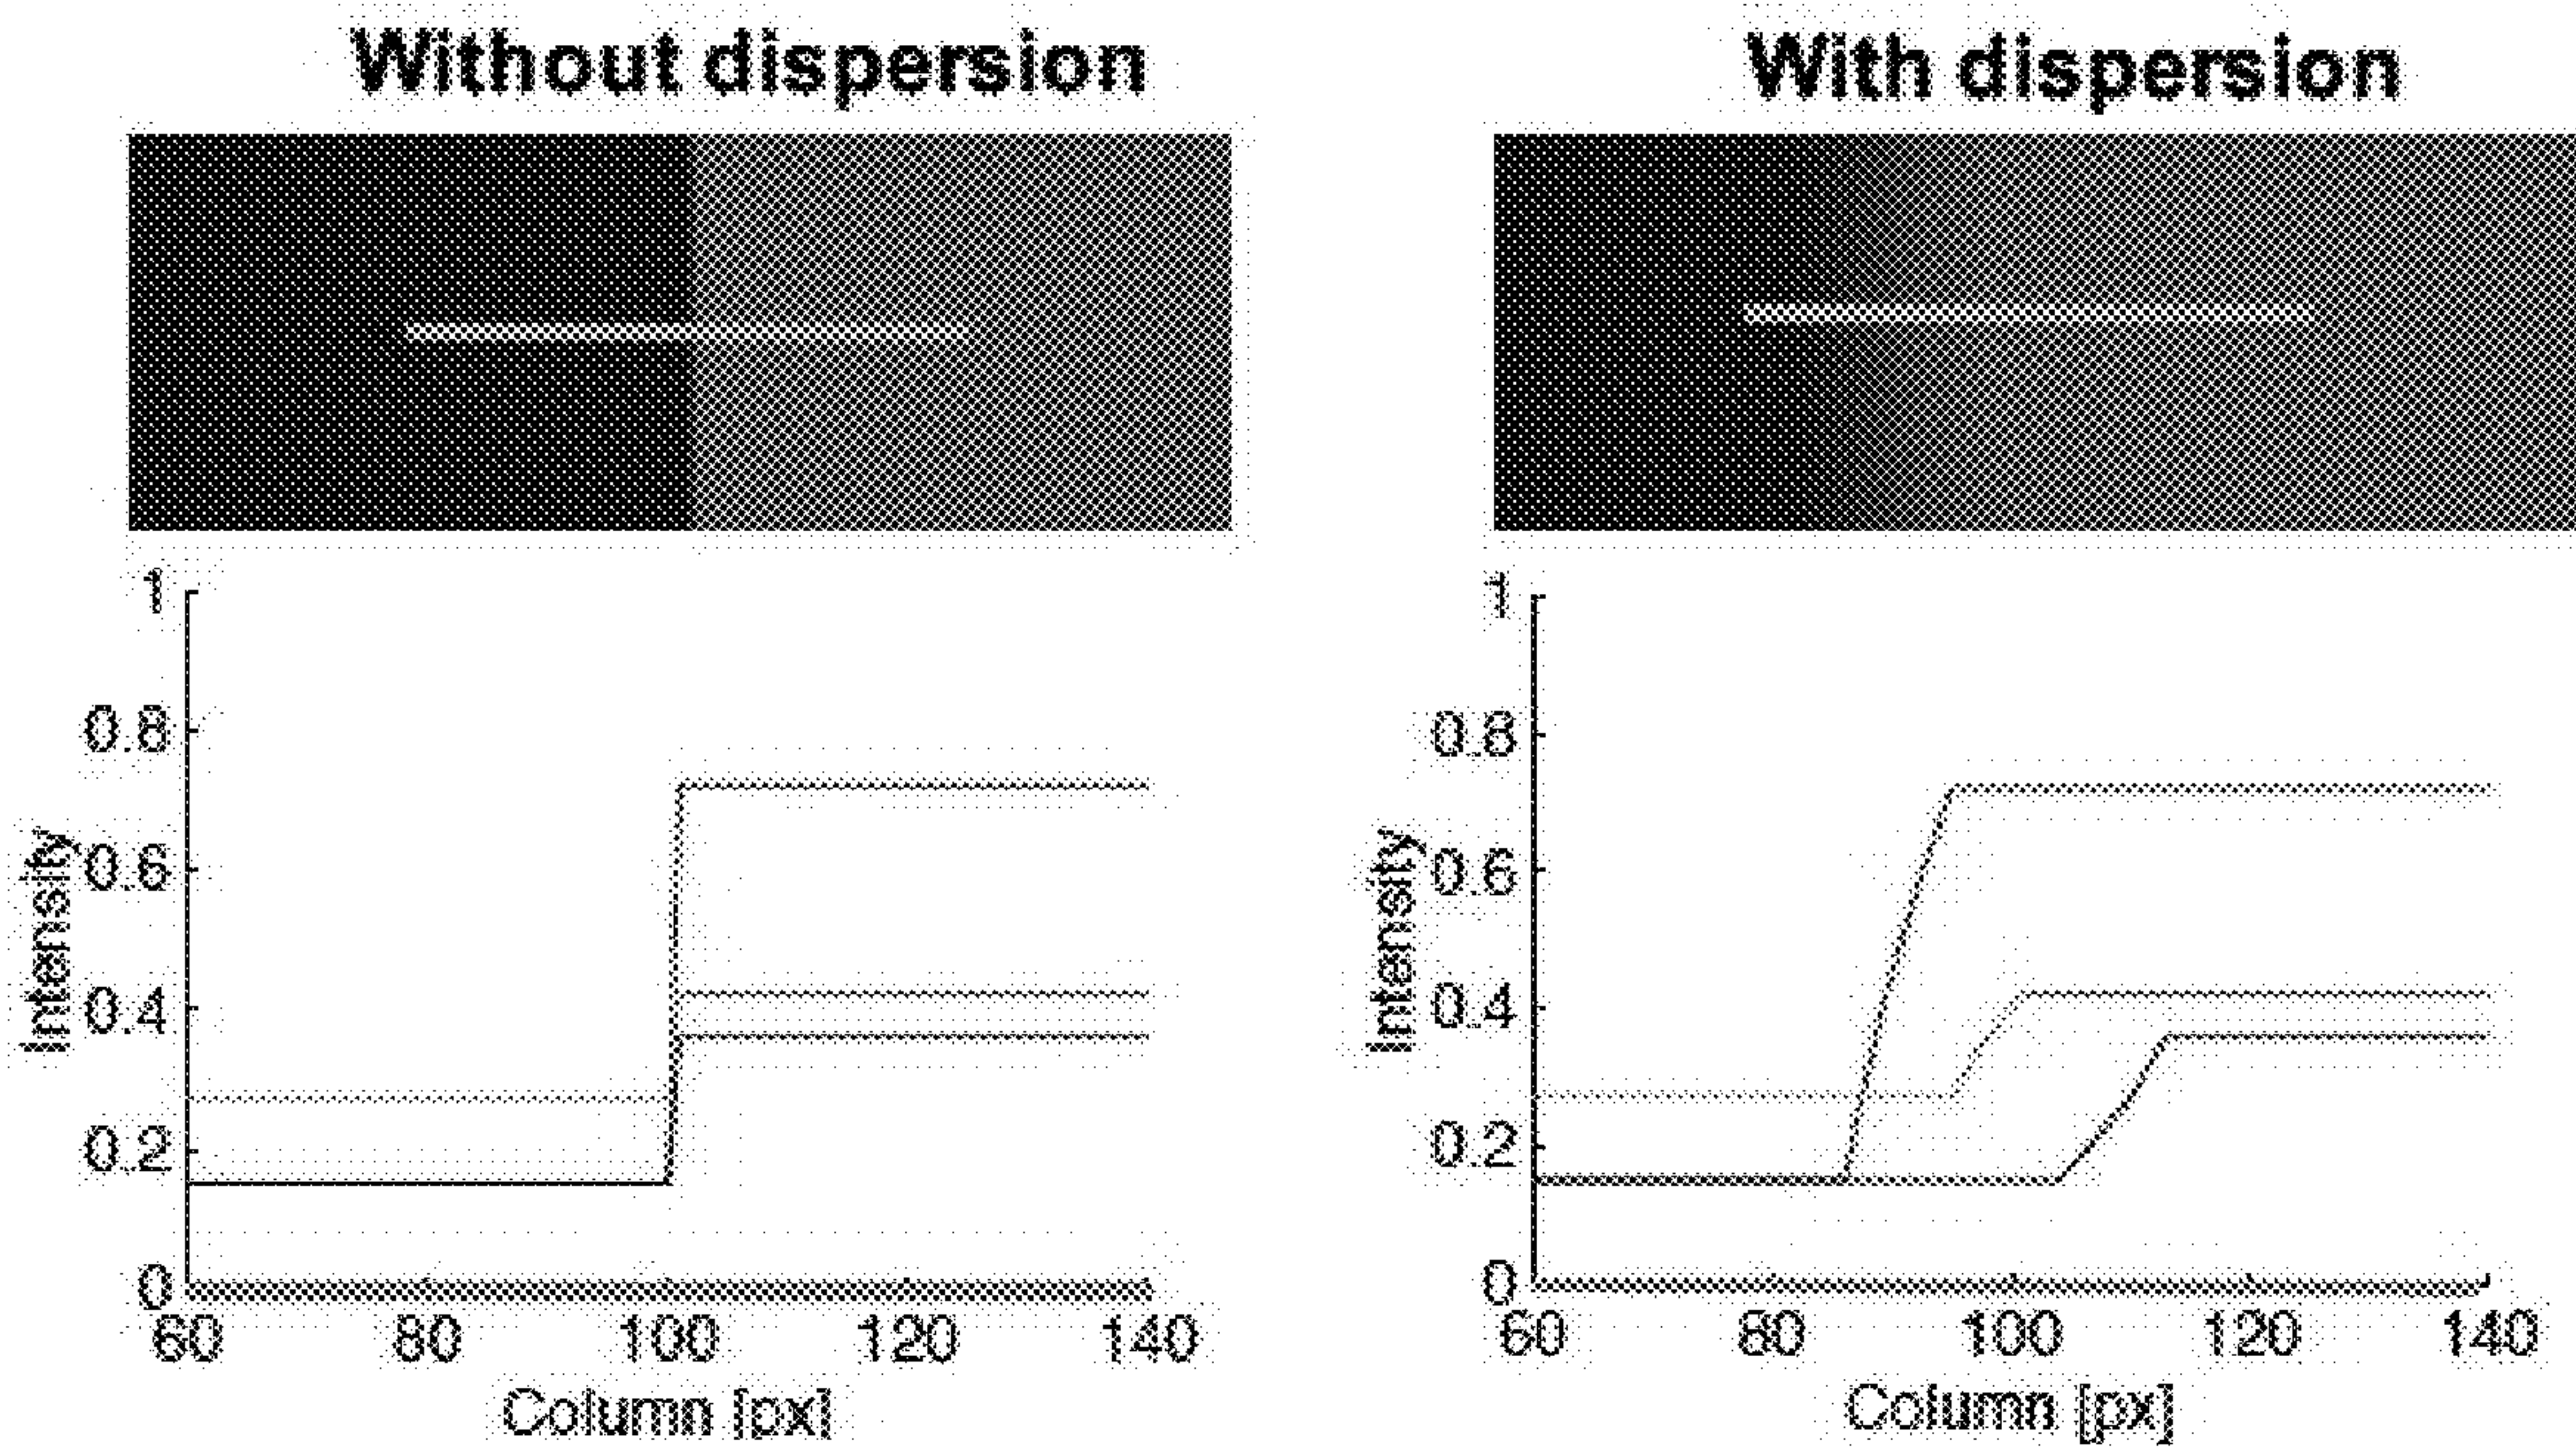 Without dispersion
1
0.8
0.6
0.4
0.2
0
60 80 100 120 140
Intensity
Column [px]
With dispersion
1
0.8
0.6
0.4
0.2
0
60 80 100 120 140
Intensity
Column [px]